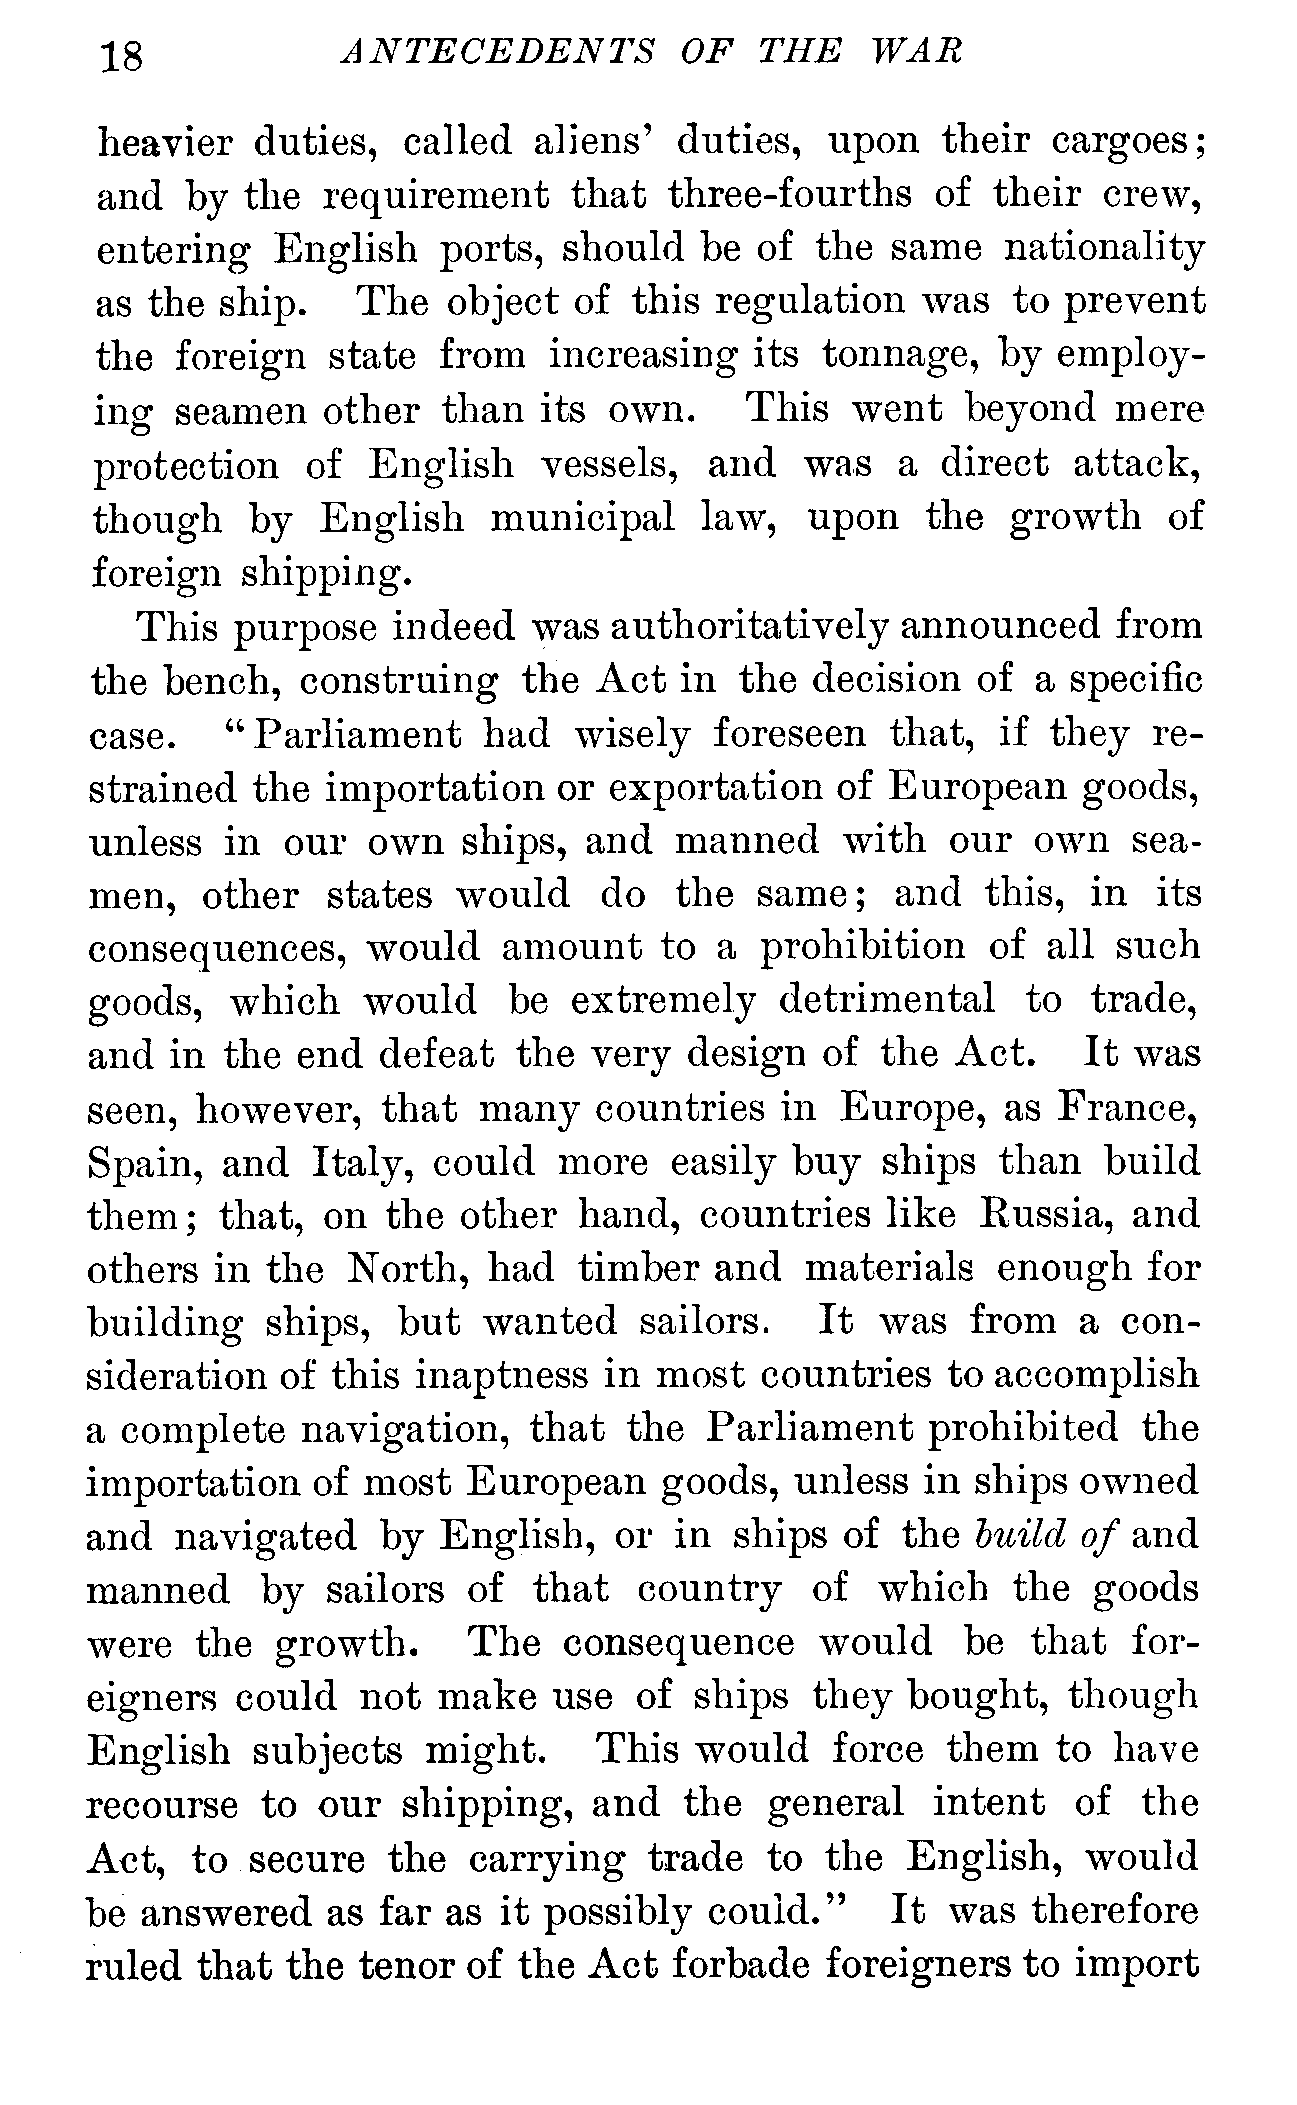 18 ANTECEDENTS OF THE WAR
heavier duties, called aliens' duties, upon their cargoes;
and by the requirement that three-fourths of their crew,
entering English ports, should be of the same nationality
as the ship. The object of this regulation was to prevent
the foreign state from increasing its tonnage, by employ-
ing seamen other than its own. This went beyond mere
protection of English vessels, and was a direct attack,
though by English municipal law, upon the growth of
foreign shipping.
This purpose indeed was authoritatively announced from
the bench, construing the Act in the decision of a specific
case. "Parliament had wisely foreseen that, if they re-
strained the importation or exportation of European goods,
unless in our own ships, and manned with our own sea-
men, other states would do the same; and this, in its
consequences, would amount to a prohibition of all such
goods, which would be extremely detrimental to trade,
and in the end defeat the very design of the Act. It was
seen, however, that many countries in Europe, as France,
Spain, and Italy, could more easily buy ships than build
them; that, on the other hand, countries like Russia, and
others in the North, had timber and materials enough for
building ships, but wanted sailors. It was from a con-
sideration of this inaptness in most countries to accomplish
a complete navigation, that the Parliament prohibited the
importation of most European goods, unless in ships owned
and navigated by English, or in ships of the build of and
manned by sailors of that country of which the goods
were the growth. The consequence would be that for-
eigners could not make use of ships they bought, though
English subjects might. This would force them to have
recourse to our shipping, and the general intent of the
Act, to secure the carrying trade to the English, would
be answered as far as it possibly could." It was therefore
ruled that the tenor of the Act forbade foreigners to import